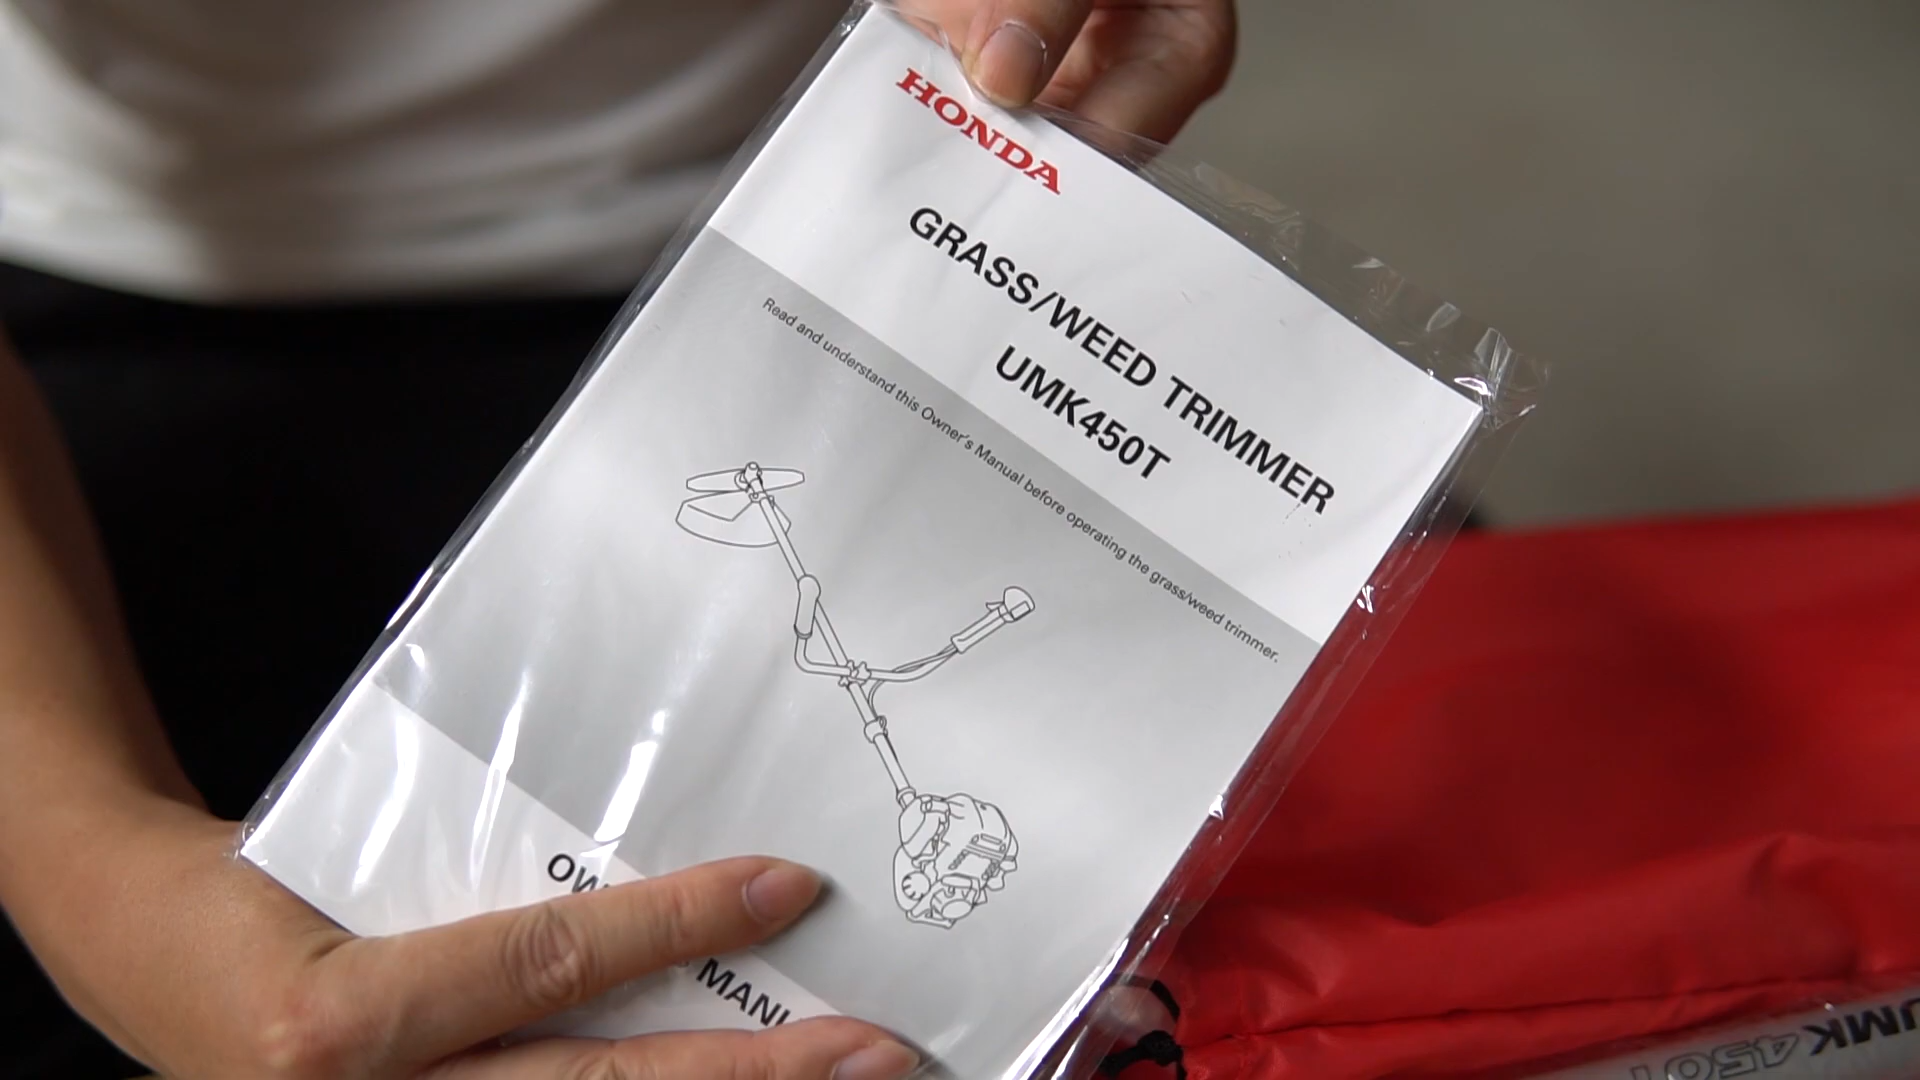 HONDA
GRASS/WEED TRIMMER
UMK450T
Read and understand this Owner's Manual before operating the grass/weed trimmer.
UMK450T